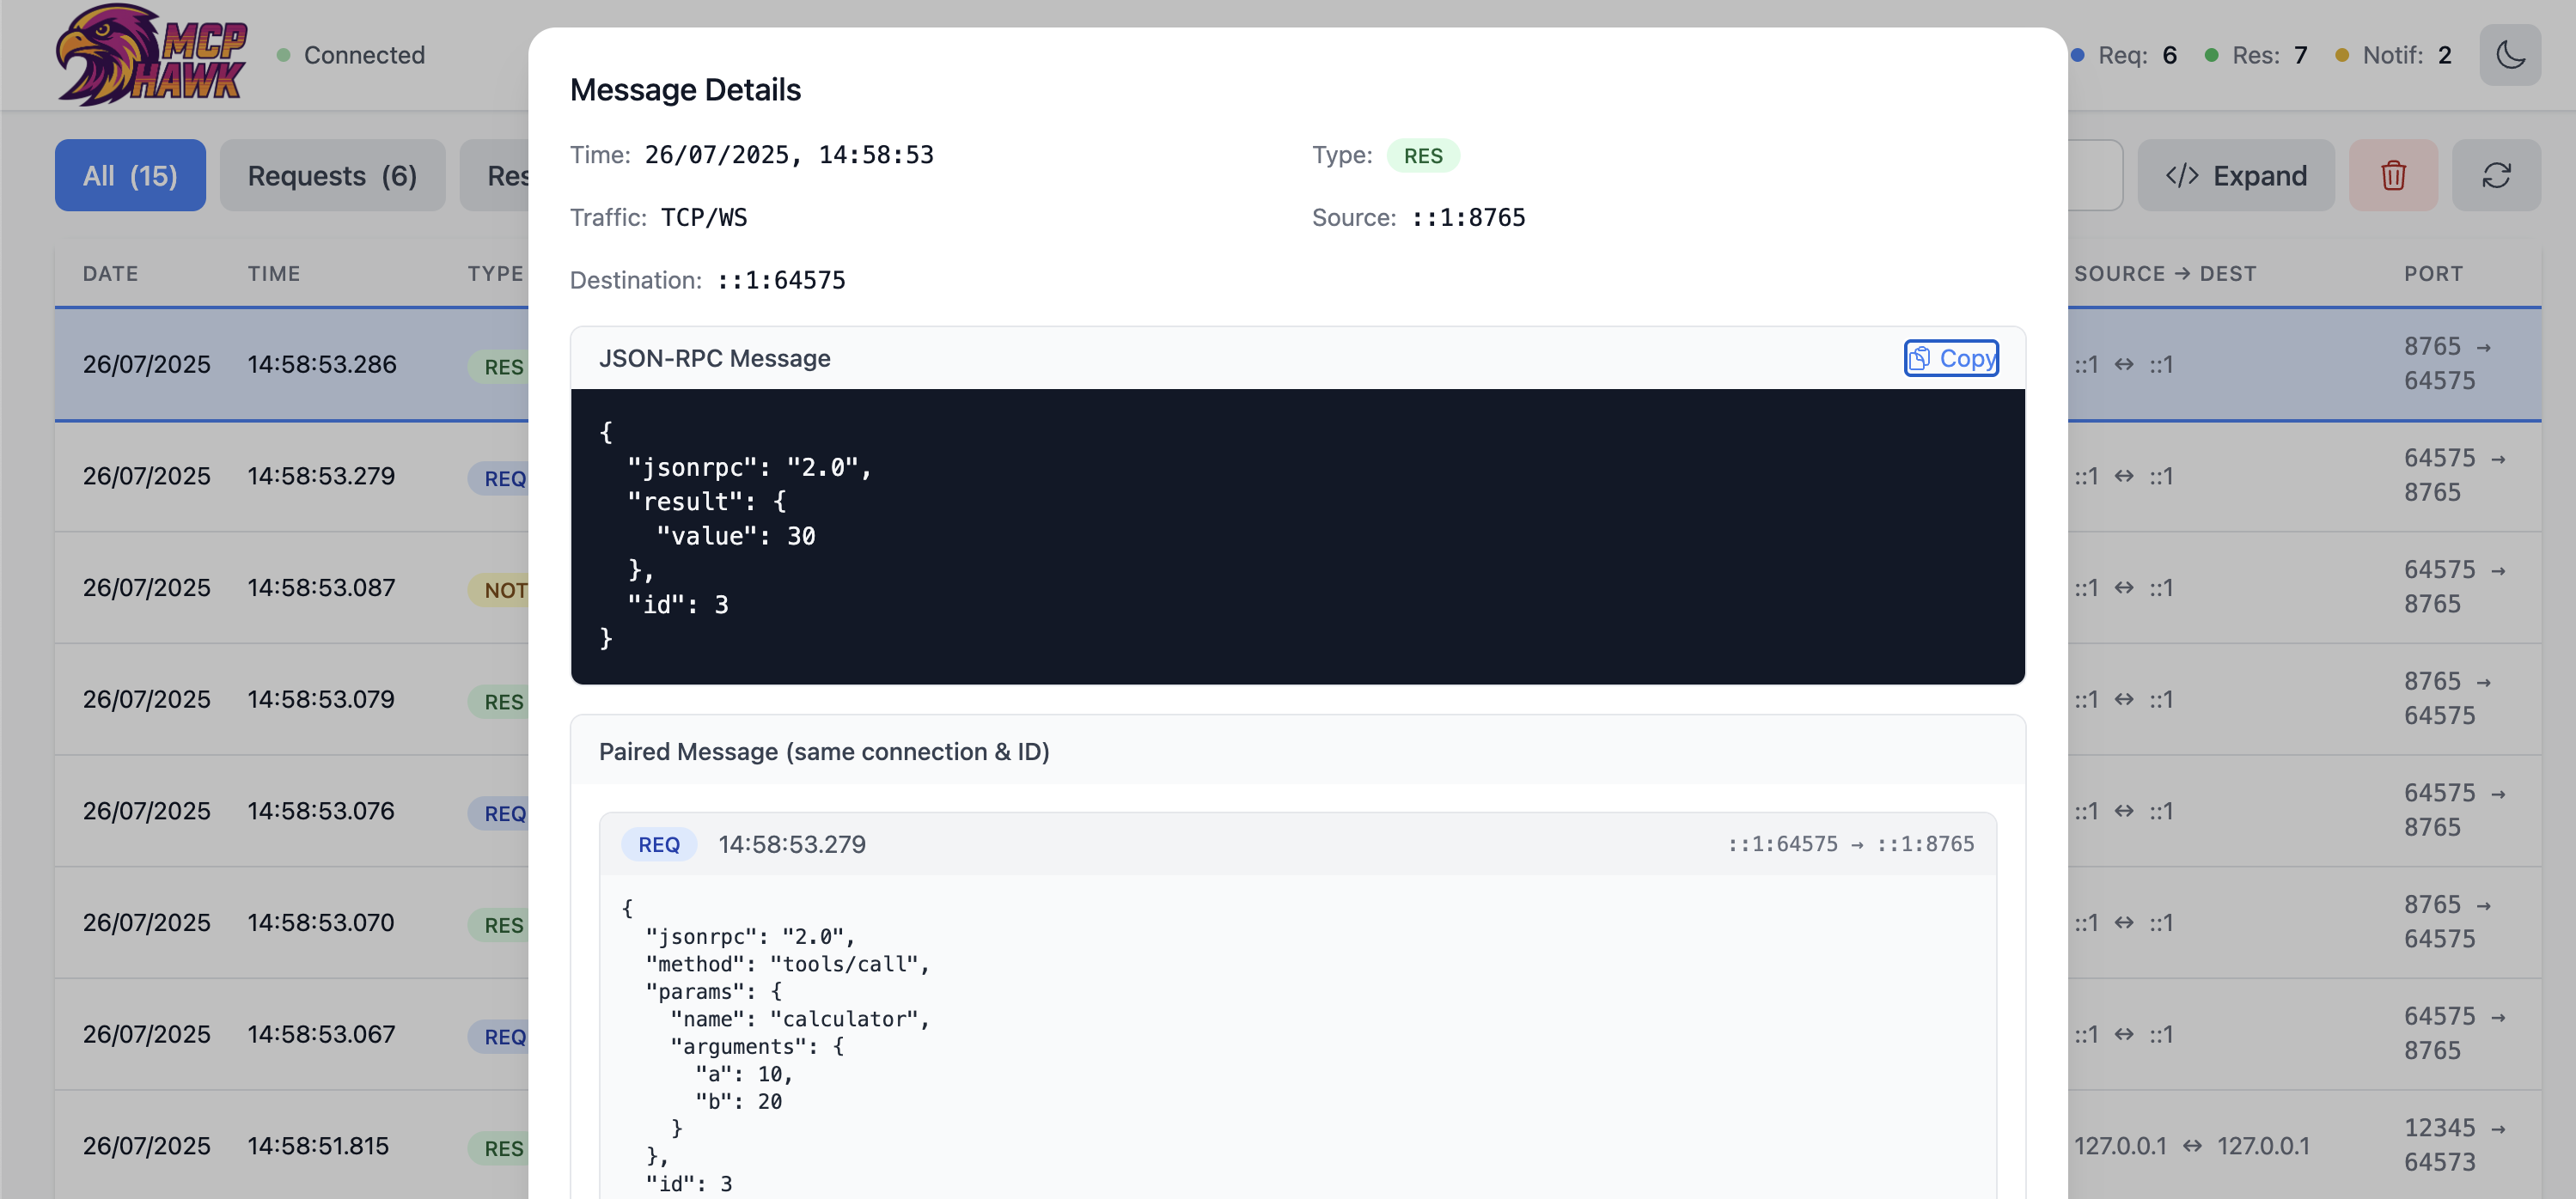 MCP
HAWK
Connected
Req: 6
Res: 7
Notif: 2
All (15)
Requests (6)
Res
</> Expand
DATE
TIME
TYPE
SOURCE → DEST
PORT
26/07/2025 14:58:53.286 RES ::1 ↔ ::1 8765 →
64575
26/07/2025 14:58:53.279 REQ ::1 ↔ ::1 64575 →
8765
26/07/2025 14:58:53.087 NOT ::1 ↔ ::1 64575 →
8765
26/07/2025 14:58:53.079 RES ::1 ↔ ::1 8765 →
64575
26/07/2025 14:58:53.076 REQ ::1 ↔ ::1 64575 →
8765
26/07/2025 14:58:53.070 RES ::1 ↔ ::1 8765 →
64575
26/07/2025 14:58:53.067 REQ ::1 ↔ ::1 64575 →
8765
26/07/2025 14:58:51.815 RES 127.0.0.1 ↔ 127.0.0.1 12345 →
64573
Message Details
Time: 26/07/2025, 14:58:53
Type: RES
Traffic: TCP/WS
Source: ::1:8765
Destination: ::1:64575
JSON-RPC Message
Copy
{
  "jsonrpc": "2.0",
  "result": {
    "value": 30
  },
  "id": 3
}
Paired Message (same connection & ID)
REQ 14:58:53.279 ::1:64575 → ::1:8765
{
  "jsonrpc": "2.0",
  "method": "tools/call",
  "params": {
    "name": "calculator",
    "arguments": {
      "a": 10,
      "b": 20
    }
  },
  "id": 3